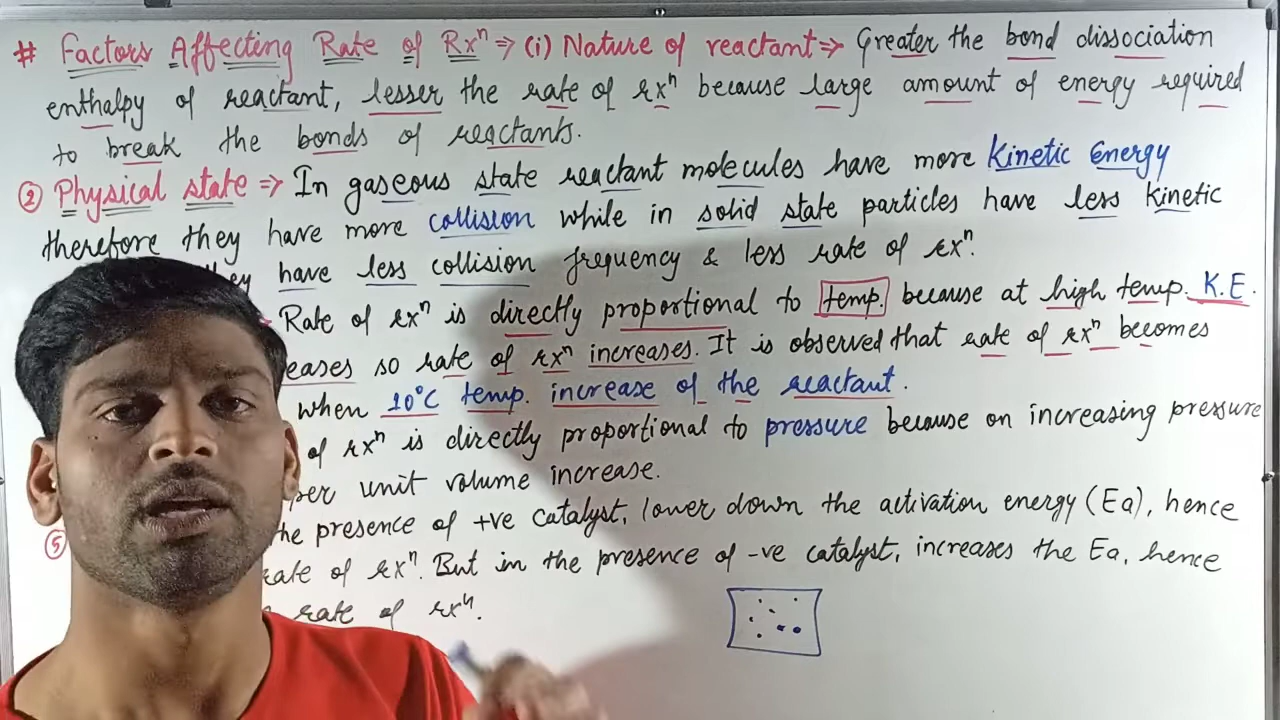 # Factors Affecting Rate of Rxⁿ ⇒ (i) Nature of reactant ⇒ Greater the bond dissociation
enthalpy of reactant, lesser the rate of rxⁿ because large amount of energy required
to break the bonds of reactants.
② Physical state ⇒ In gaseous state reactant molecules have more Kinetic Energy
therefore they have more collision while in solid state particles have less Kinetic
ey have less collision frequency & less rate of rxⁿ.
Rate of rxⁿ is directly proportional to temp. because at high temp. K.E.
eases so rate of rxⁿ increases. It is observed that rate of rxⁿ becomes
when 10°C temp. increase of the reactant.
of rxⁿ is directly proportional to pressure because on increasing pressure
per unit volume increase.
⑤ he presence of +ve catalyst, lower down the activation energy (Ea), hence
rate of rxⁿ. But in the presence of -ve catalyst, increases the Ea, hence
rate of rxⁿ.